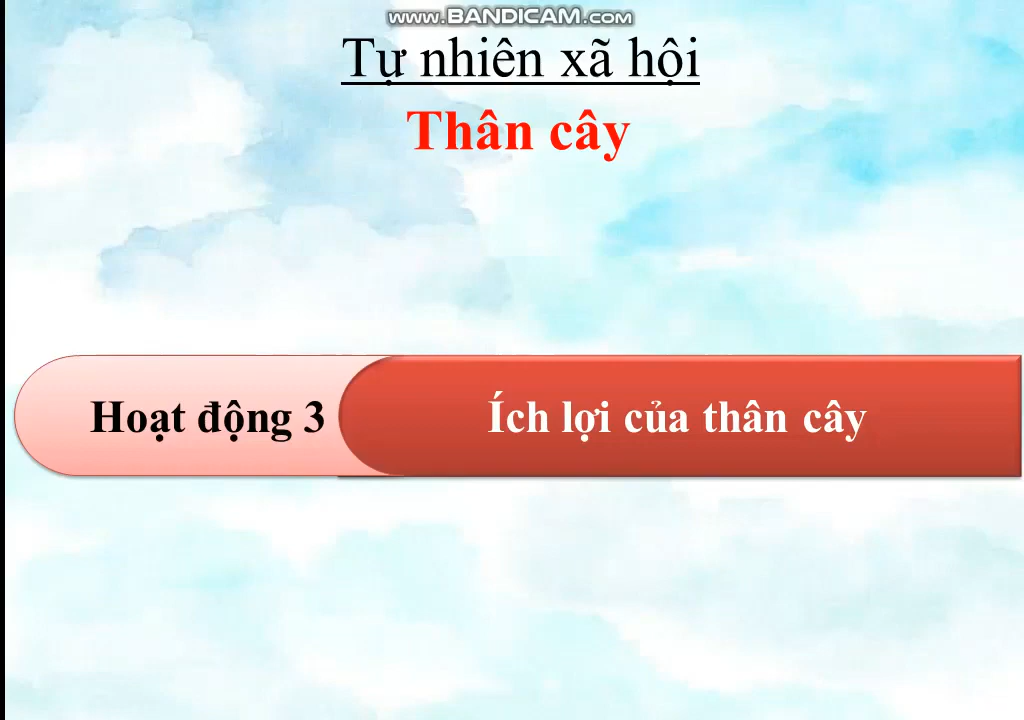 www.BANDICAM.com
Tự nhiên xã hội
Thân cây
Hoạt động 3
Ích lợi của thân cây